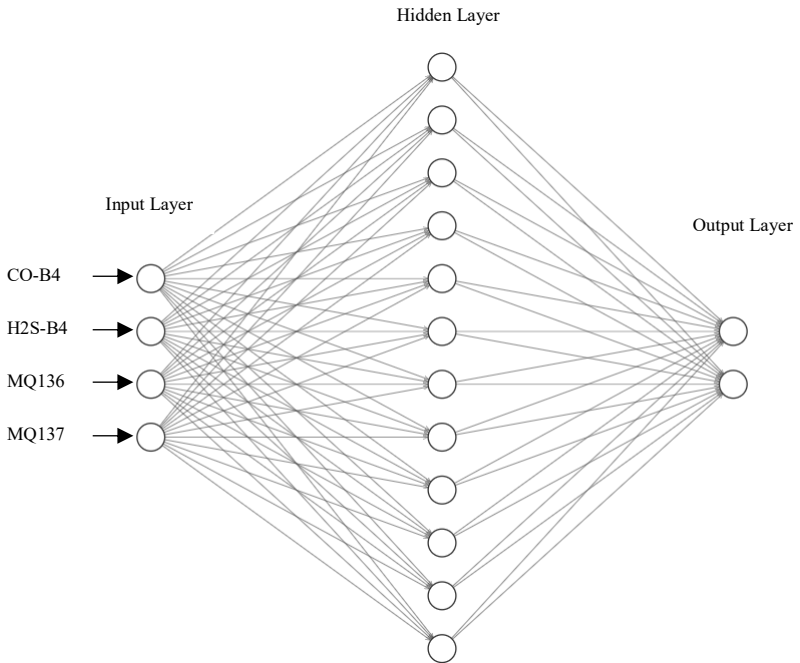 Hidden Layer
Input Layer
Output Layer
CO-B4
H2S-B4
MQ136
MQ137